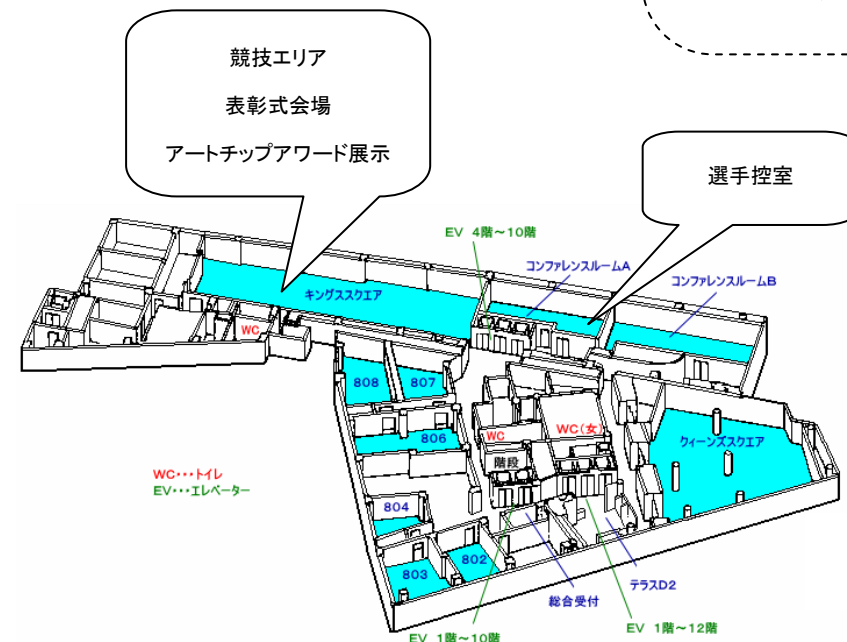 競技エリア
表彰式会場
アートチップアワード展示
選手控室
EV 4階～10階
コンファレンスルームA
コンファレンスルームB
キングススクエア
WC
808
807
806
WC
WC(女)
階段
クィーンズスクエア
WC・・・トイレ
EV・・・エレベーター
804
803
802
テラスD2
総合受付
EV 1階～12階
EV 1階～10階